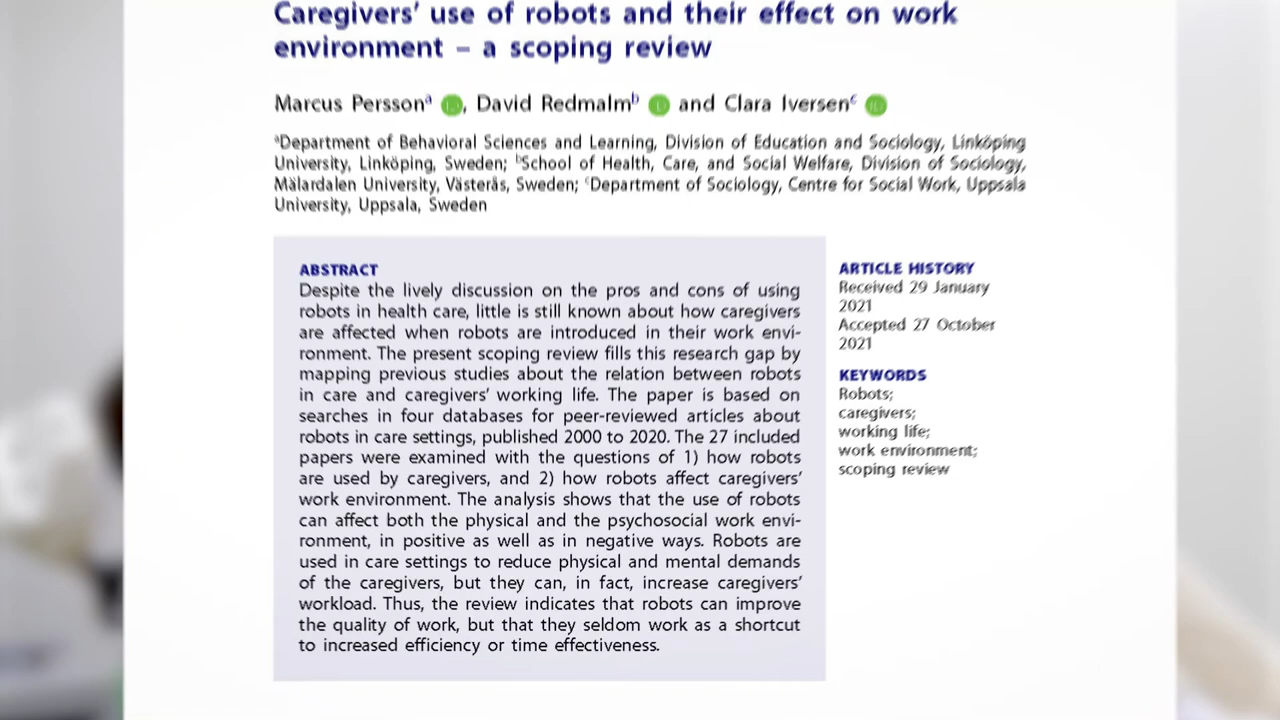 Caregivers’ use of robots and their effect on work
environment – a scoping review
Marcus Perssona, David Redmalmb and Clara Iversenc
aDepartment of Behavioral Sciences and Learning, Division of Education and Sociology, Linköping
University, Linköping, Sweden; bSchool of Health, Care, and Social Welfare, Division of Sociology,
Mälardalen University, Västerås, Sweden; cDepartment of Sociology, Centre for Social Work, Uppsala
University, Uppsala, Sweden
ABSTRACT
Despite the lively discussion on the pros and cons of using
robots in health care, little is still known about how caregivers
are affected when robots are introduced in their work envi-
ronment. The present scoping review fills this research gap by
mapping previous studies about the relation between robots
in care and caregivers’ working life. The paper is based on
searches in four databases for peer-reviewed articles about
robots in care settings, published 2000 to 2020. The 27 included
papers were examined with the questions of 1) how robots
are used by caregivers, and 2) how robots affect caregivers’
work environment. The analysis shows that the use of robots
can affect both the physical and the psychosocial work envi-
ronment, in positive as well as in negative ways. Robots are
used in care settings to reduce physical and mental demands
of the caregivers, but they can, in fact, increase caregivers’
workload. Thus, the review indicates that robots can improve
the quality of work, but that they seldom work as a shortcut
to increased efficiency or time effectiveness.
ARTICLE HISTORY
Received 29 January
2021
Accepted 27 October
2021
KEYWORDS
Robots;
caregivers;
working life;
work environment;
scoping review